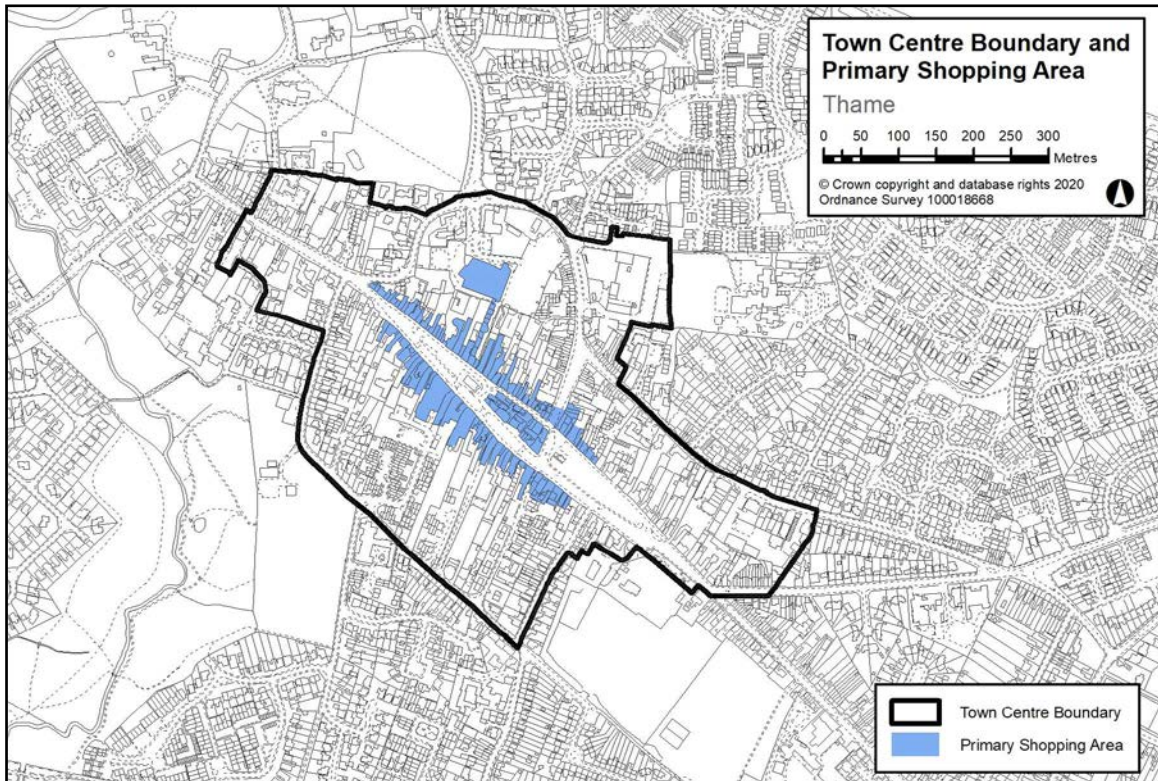 Town Centre Boundary and
Primary Shopping Area
Thame
0 50 100 150 200 250 300
Metres
© Crown copyright and database rights 2020
Ordnance Survey 100018668
Town Centre Boundary
Primary Shopping Area